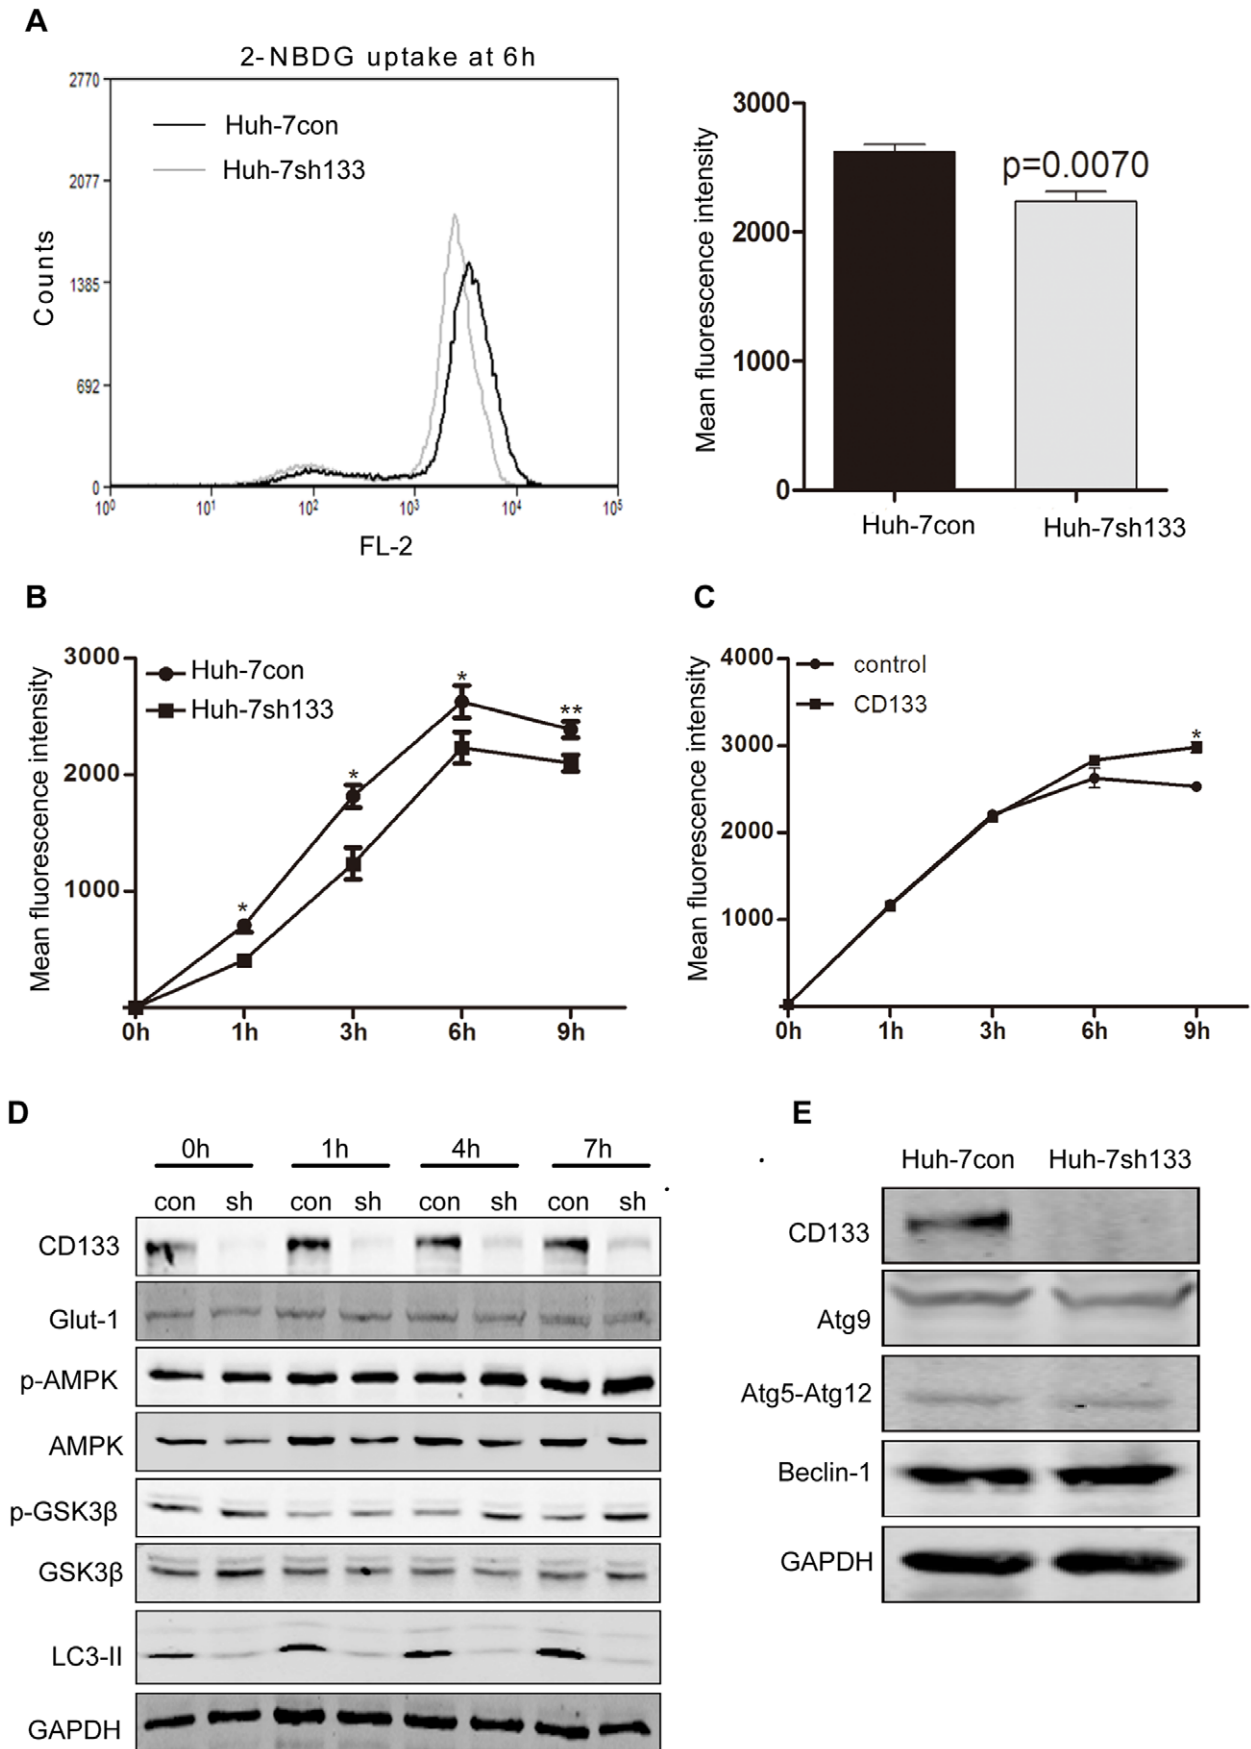 A
2-NBDG uptake at 6h
2770
2077
1385
692
0
Counts
Huh-7con
Huh-7sh133
10⁰ 10¹ 10² 10³ 10⁴ 10⁵
FL-2
3000
2000
1000
0
Mean fluorescence intensity
p=0.0070
Huh-7con Huh-7sh133
B
3000
2000
1000
Mean fluorescence intensity
Huh-7con
Huh-7sh133
* * * **
0h 1h 3h 6h 9h
C
4000
3000
2000
1000
Mean fluorescence intensity
control
CD133
*
0h 1h 3h 6h 9h
D
0h 1h 4h 7h
con sh con sh con sh con sh
CD133
Glut-1
p-AMPK
AMPK
p-GSK3β
GSK3β
LC3-II
GAPDH
E
Huh-7con Huh-7sh133
CD133
Atg9
Atg5-Atg12
Beclin-1
GAPDH